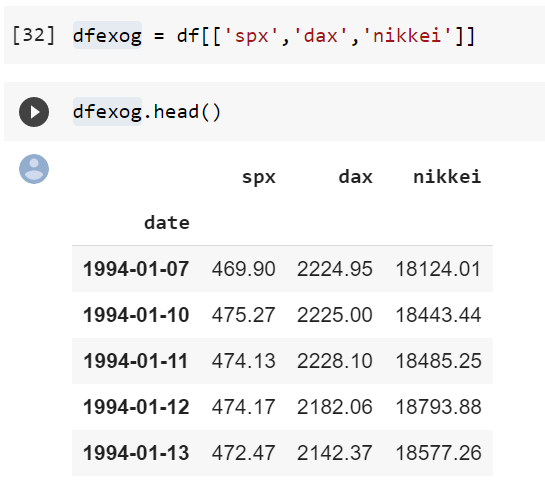 [32] dfexog = df[['spx','dax','nikkei']]
dfexog.head()
spx dax nikkei
date
1994-01-07 469.90 2224.95 18124.01
1994-01-10 475.27 2225.00 18443.44
1994-01-11 474.13 2228.10 18485.25
1994-01-12 474.17 2182.06 18793.88
1994-01-13 472.47 2142.37 18577.26